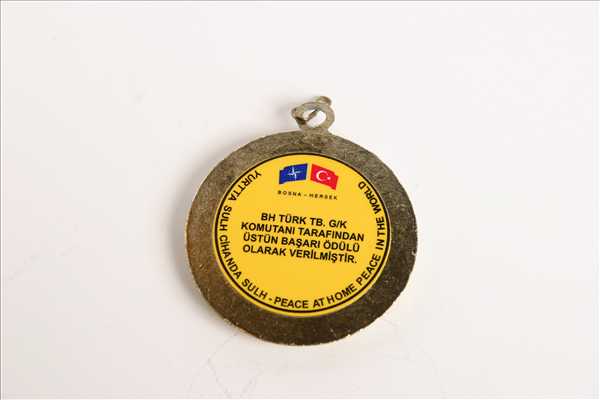 BOSNA - HERSEK
BH TÜRK TB. G/K
KOMUTANI TARAFINDAN
ÜSTÜN BAŞARI ÖDÜLÜ
OLARAK VERİLMİŞTİR.
YURTTA SULH CİHANDA SULH - PEACE AT HOME PEACE IN THE WORLD